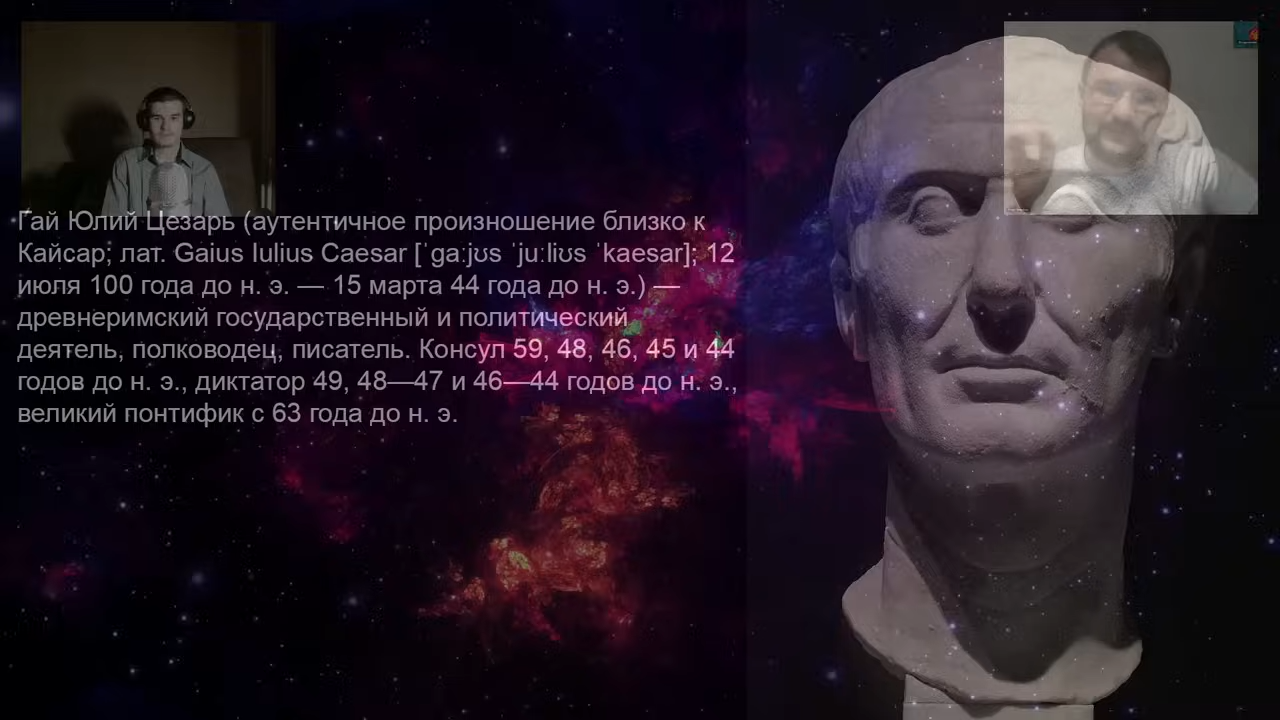 Гай Юлий Цезарь (аутентичное произношение близко к
Кайсар; лат. Gaius Iulius Caesar [ˈɡaːjʊs ˈjuːliʊs ˈkaesar]; 12
июля 100 года до н. э. — 15 марта 44 года до н. э.) —
древнеримский государственный и политический
деятель, полководец, писатель. Консул 59, 48, 46, 45 и 44
годов до н. э., диктатор 49, 48—47 и 46—44 годов до н. э.,
великий понтифик с 63 года до н. э.